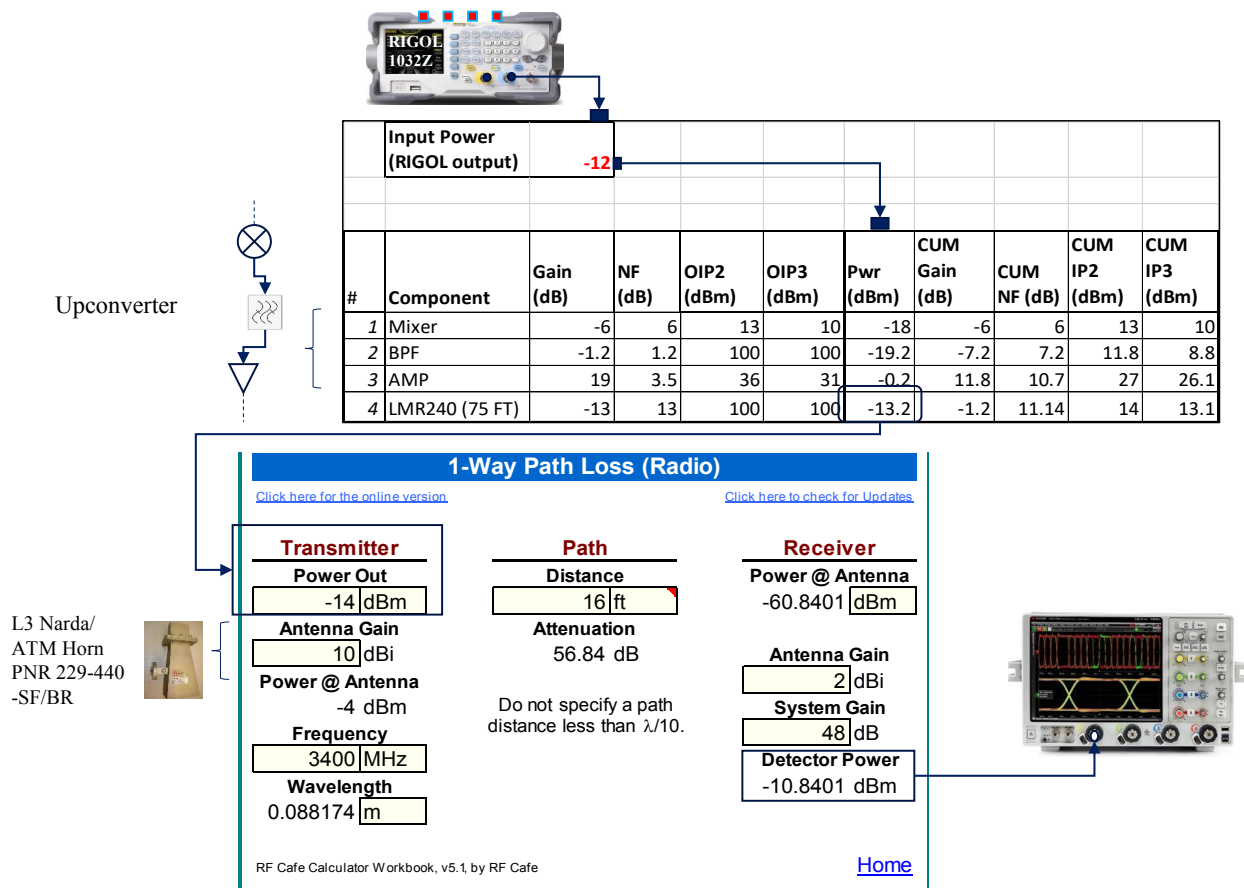 RIGOL
1032Z
Input Power
(RIGOL output) -12
# Component Gain (dB) NF (dB) OIP2 (dBm) OIP3 (dBm) Pwr (dBm) CUM Gain (dB) CUM NF (dB) CUM IP2 (dBm) CUM IP3 (dBm)
1 Mixer -6 6 13 10 -18 -6 6 13 10
2 BPF -1.2 1.2 100 100 -19.2 -7.2 7.2 11.8 8.8
3 AMP 19 3.5 36 31 -0.2 11.8 10.7 27 26.1
4 LMR240 (75 FT) -13 13 100 100 -13.2 -1.2 11.14 14 13.1
Upconverter
1-Way Path Loss (Radio)
Click here for the online version
Click here to check for Updates
Transmitter
Power Out
-14 dBm
Antenna Gain
10 dBi
Power @ Antenna
-4 dBm
Frequency
3400 MHz
Wavelength
0.088174 m
Path
Distance
16 ft
Attenuation
56.84 dB
Do not specify a path
distance less than λ/10.
Receiver
Power @ Antenna
-60.8401 dBm
Antenna Gain
2 dBi
System Gain
48 dB
Detector Power
-10.8401 dBm
L3 Narda/
ATM Horn
PNR 229-440
-SF/BR
RF Cafe Calculator Workbook, v5.1, by RF Cafe
Home